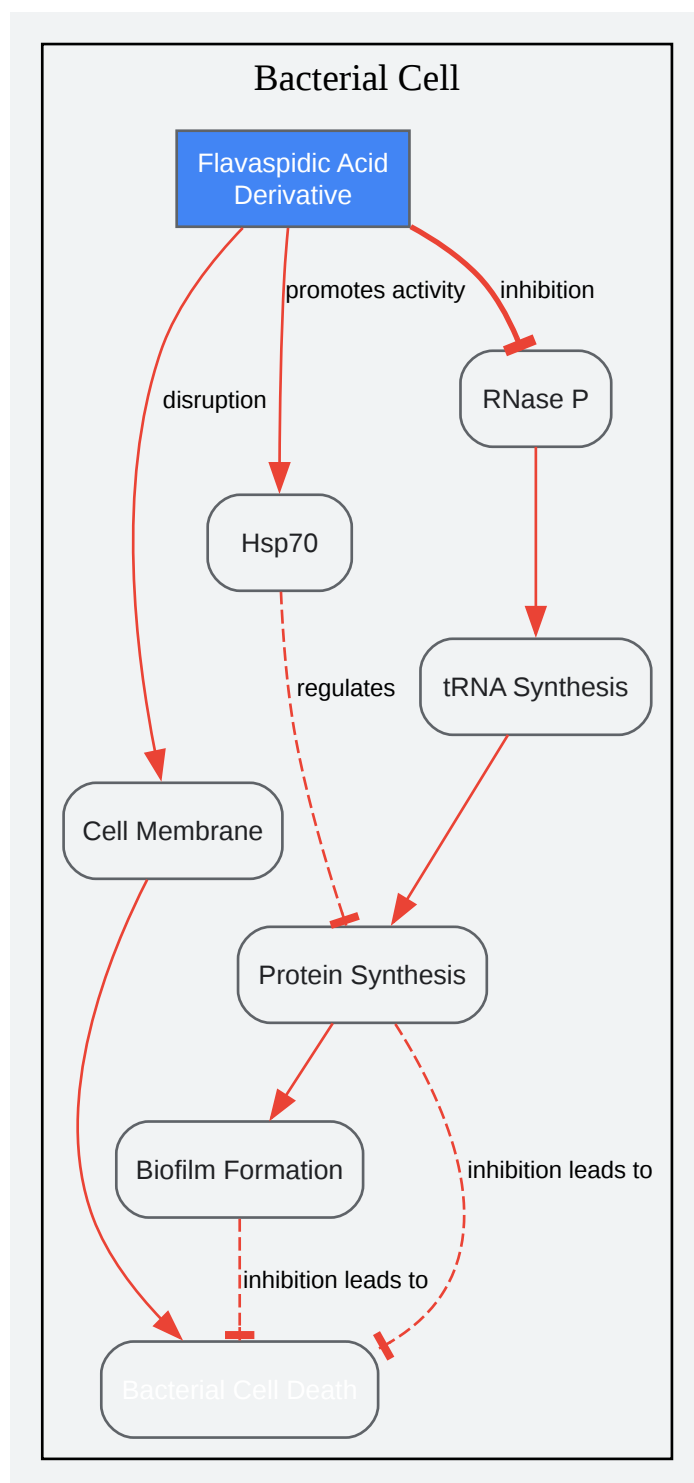 Bacterial Cell
Flavaspidic Acid
Derivative
promotes activity
inhibition
disruption
RNase P
Hsp70
regulates
tRNA Synthesis
Cell Membrane
Protein Synthesis
Biofilm Formation
inhibition leads to
inhibition leads to
Bacterial Cell Death